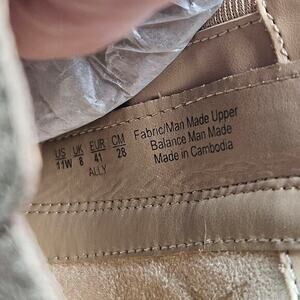 US UK EUR CM
11W 8 41 28
ALLY
Fabric/Man Made Upper
Balance Man Made
Made in Cambodia